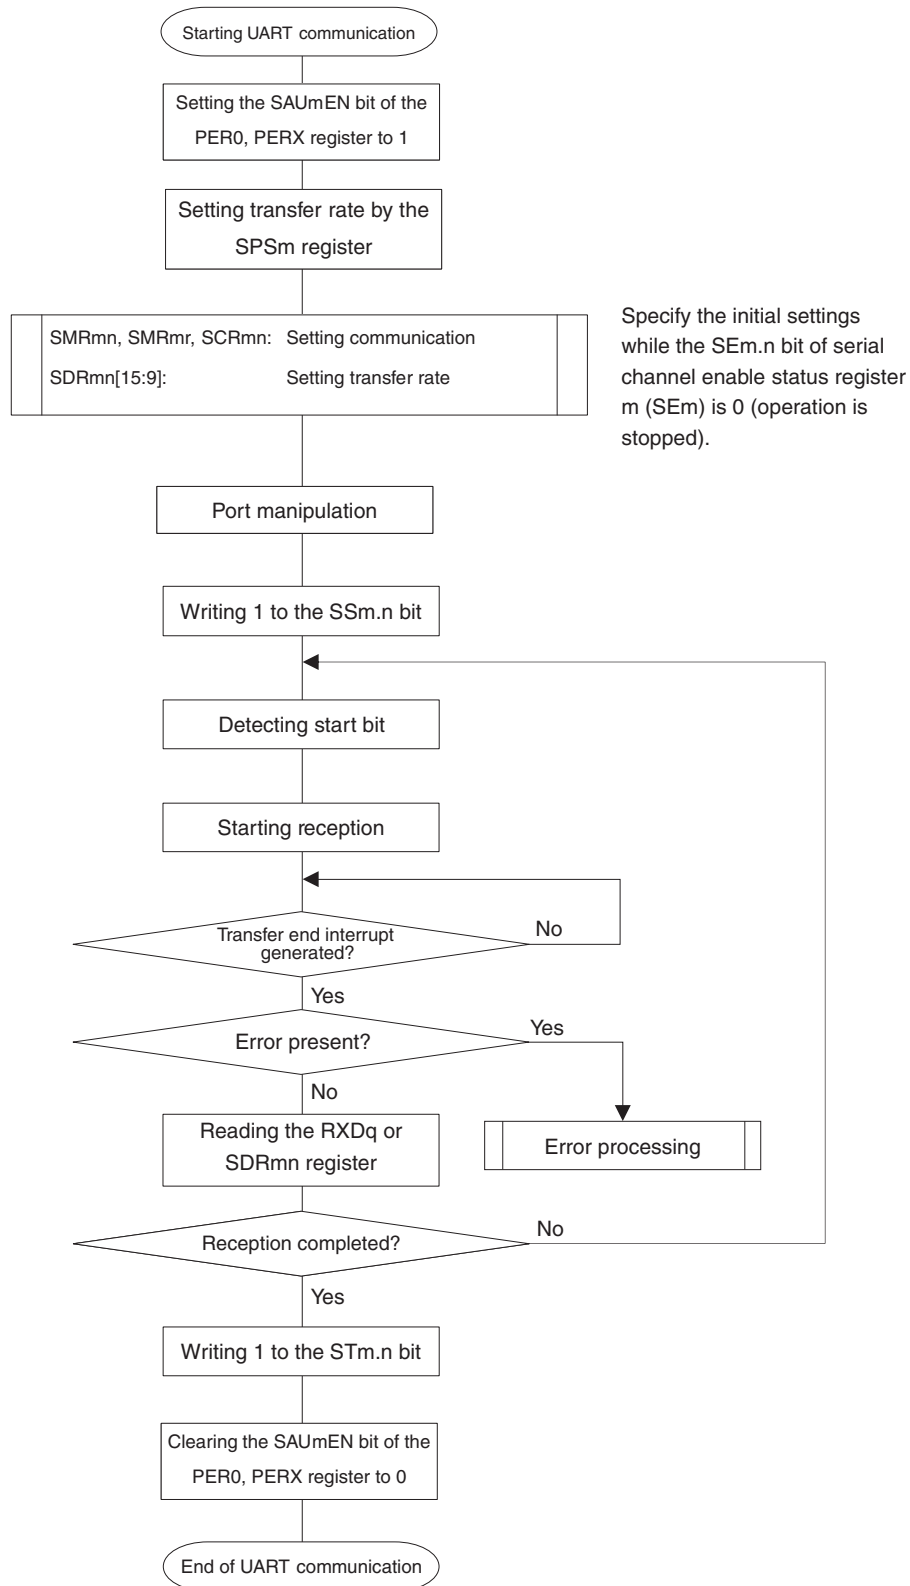 Starting UART communication
Setting the SAUmEN bit of the
PER0, PERX register to 1
Setting transfer rate by the
SPSm register
SMRmn, SMRmr, SCRmn: Setting communication
SDRmn[15:9]: Setting transfer rate
Specify the initial settings
while the SEm.n bit of serial
channel enable status register
m (SEm) is 0 (operation is
stopped).
Port manipulation
Writing 1 to the SSm.n bit
Detecting start bit
Starting reception
Transfer end interrupt
generated?
No
Yes
Error present?
Yes
No
Reading the RXDq or
SDRmn register
Error processing
Reception completed?
No
Yes
Writing 1 to the STm.n bit
Clearing the SAUmEN bit of the
PER0, PERX register to 0
End of UART communication